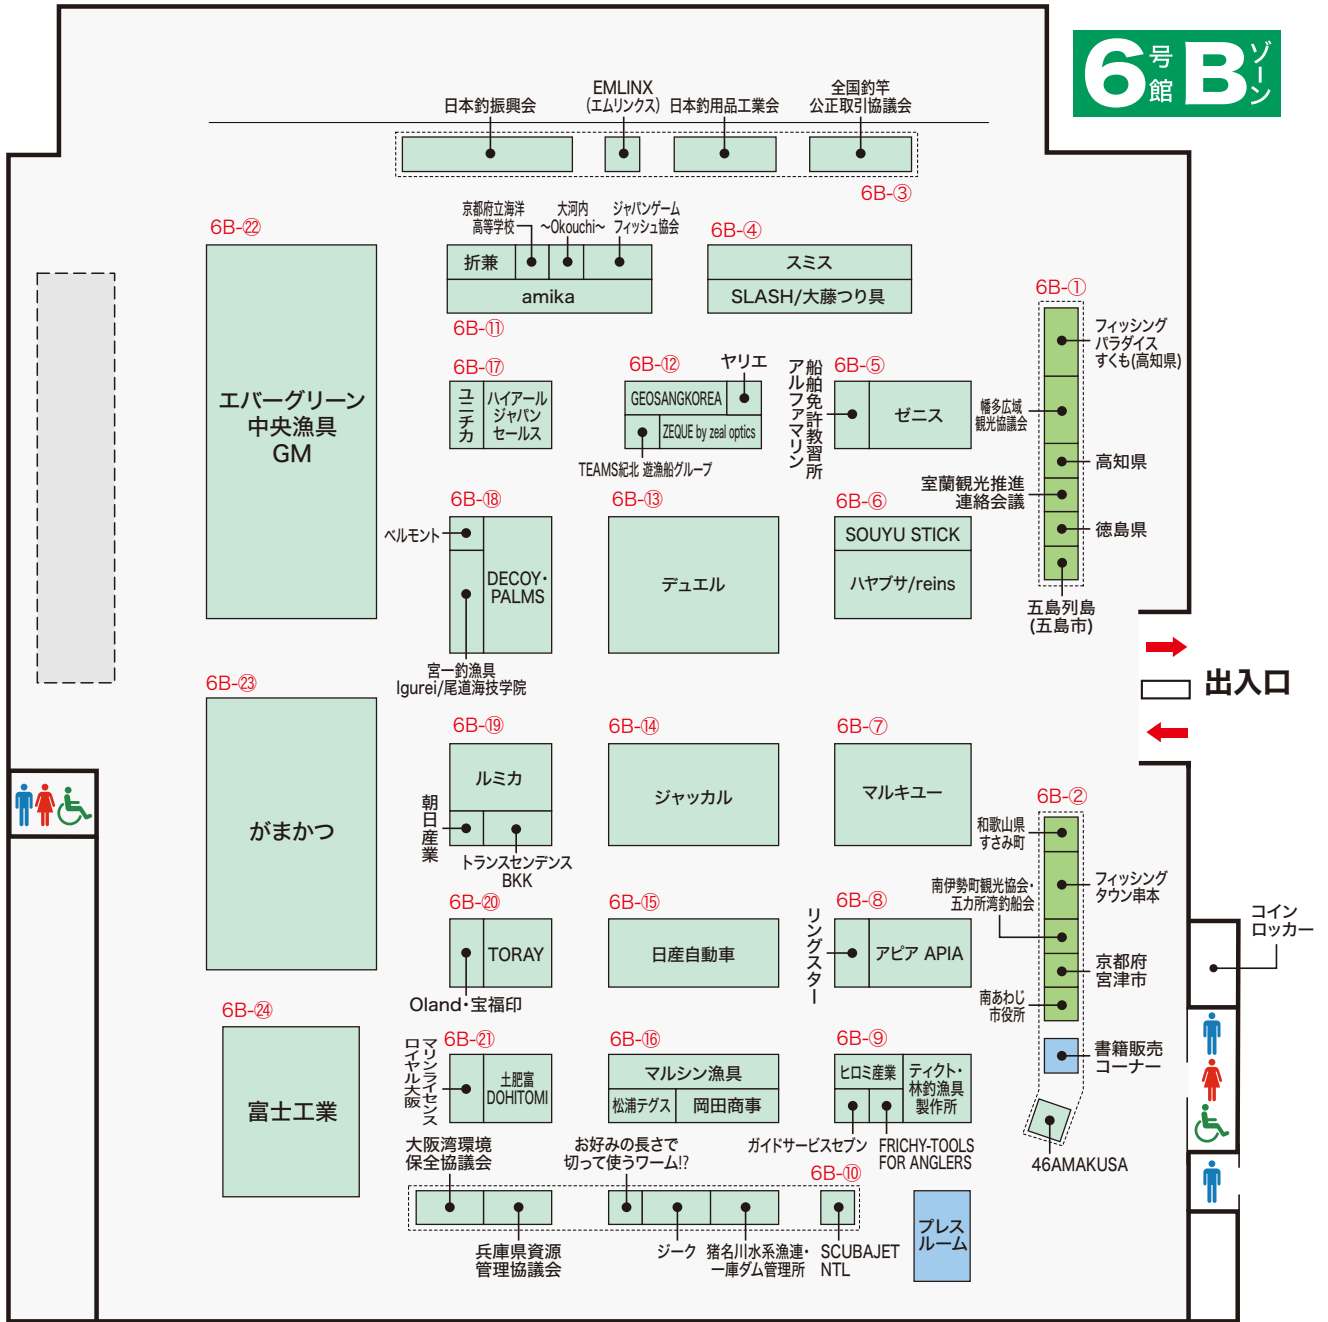 6号館 Bゾーン
日本釣振興会
EMLINX
(エムリンクス)
日本釣用品工業会
全国釣竿
公正取引協議会
6B-③
6B-㉒
エバーグリーン
中央漁具
GM
京都府立海洋
高等学校
大河内
～Okouchi～
ジャパンゲーム
フィッシュ協会
折兼
amika
6B-⑪
6B-④
スミス
SLASH/大藤つり具
6B-①
フィッシング
パラダイス
すくも(高知県)
幡多広域
観光協議会
高知県
室蘭観光推進
連絡会議
徳島県
五島列島
(五島市)
6B-⑰
ユニチカ
ハイアール
ジャパン
セールス
6B-⑫
ヤリエ
GEOSANGKOREA
ZEQUE by zeal optics
TEAMS紀北 遊漁船グループ
船舶免許教習所
アルファマリン
6B-⑤
ゼニス
6B-⑱
ベルモント
DECOY・
PALMS
宮一釣漁具
Igurei/尾道海技学院
6B-⑬
デュエル
6B-⑥
SOUYU STICK
ハヤブサ/reins
出入口
6B-㉓
がまかつ
6B-⑲
ルミカ
朝日産業
トランスセンデンス
BKK
6B-⑭
ジャッカル
6B-⑦
マルキユー
6B-②
和歌山県
すさみ町
フィッシング
タウン串本
南伊勢町観光協会・
五カ所湾釣船会
京都府
宮津市
南あわじ
市役所
書籍販売
コーナー
46AMAKUSA
コイン
ロッカー
6B-⑳
TORAY
Oland・宝福印
6B-⑮
日産自動車
6B-⑧
リングスター
アピア APIA
6B-㉔
富士工業
6B-㉑
マリンライセンス
ロイヤル大阪
土肥富
DOHITOMI
6B-⑯
マルシン漁具
松浦テグス
岡田商事
6B-⑨
ヒロミ産業
ティクト・
林釣漁具
製作所
ガイドサービスセブン
FRICHY-TOOLS
FOR ANGLERS
大阪湾環境
保全協議会
お好みの長さで
切って使うワーム!?
6B-⑩
兵庫県資源
管理協議会
ジーク
猪名川水系漁連・
一庫ダム管理所
SCUBAJET
NTL
プレス
ルーム